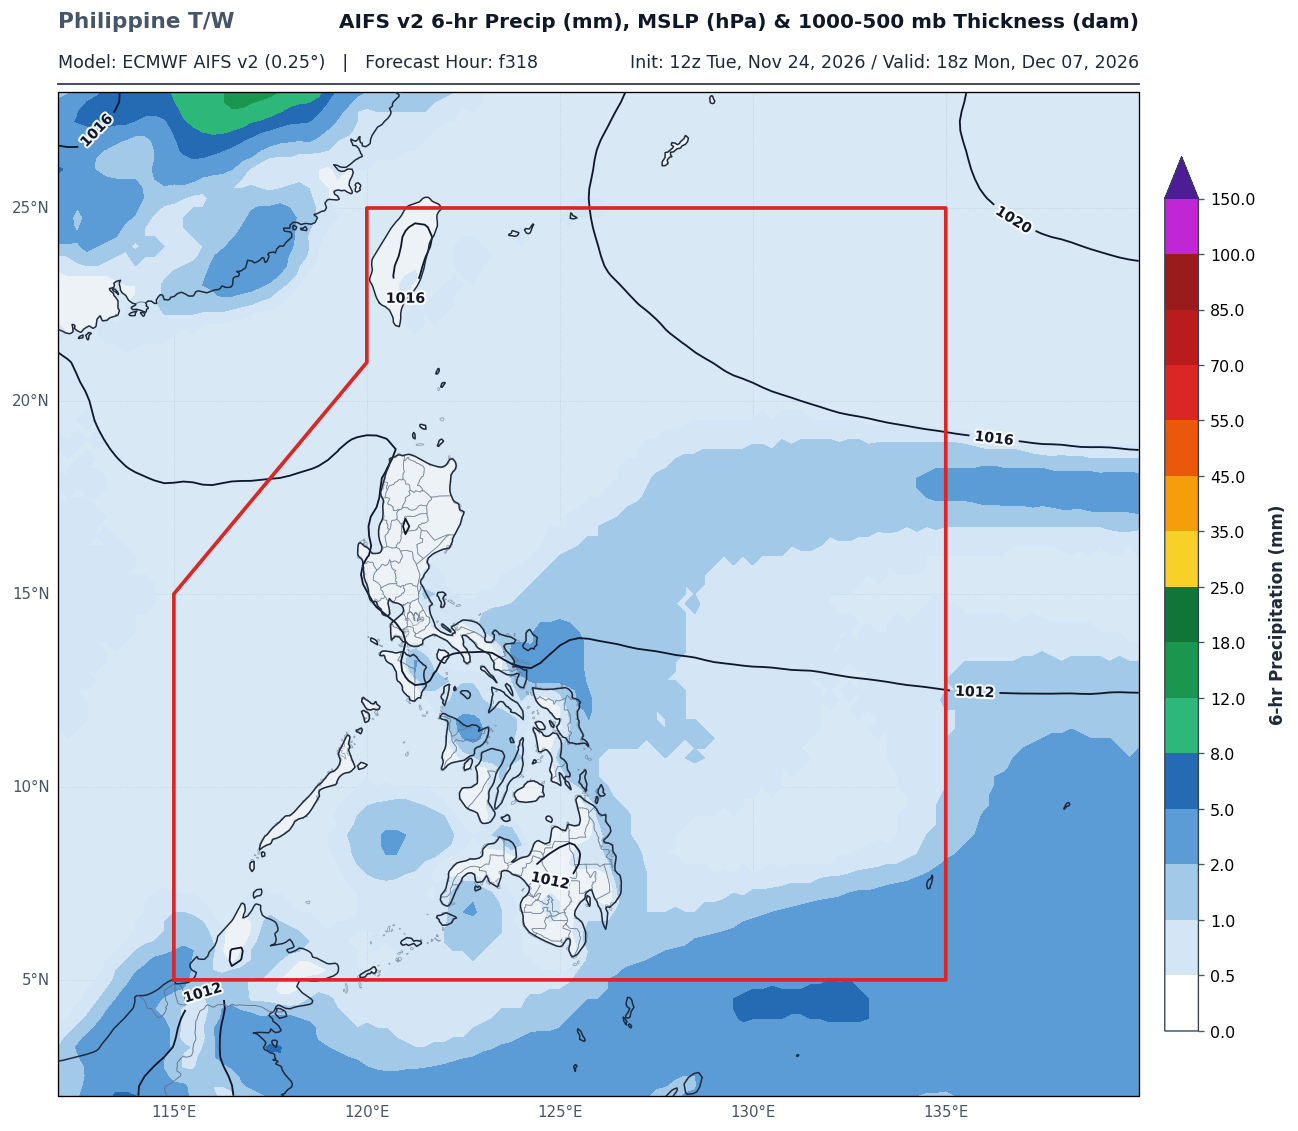 Philippine T/W
AIFS v2 6-hr Precip (mm), MSLP (hPa) & 1000-500 mb Thickness (dam)
Model: ECMWF AIFS v2 (0.25°) | Forecast Hour: f318
Init: 12z Tue, Nov 24, 2026 / Valid: 18z Mon, Dec 07, 2026
1016
1020
1016
1016
1012
1012
1012
25°N
20°N
15°N
10°N
5°N
115°E
120°E
125°E
130°E
135°E
150.0
100.0
85.0
70.0
55.0
45.0
35.0
25.0
18.0
12.0
8.0
5.0
2.0
1.0
0.5
0.0
6-hr Precipitation (mm)